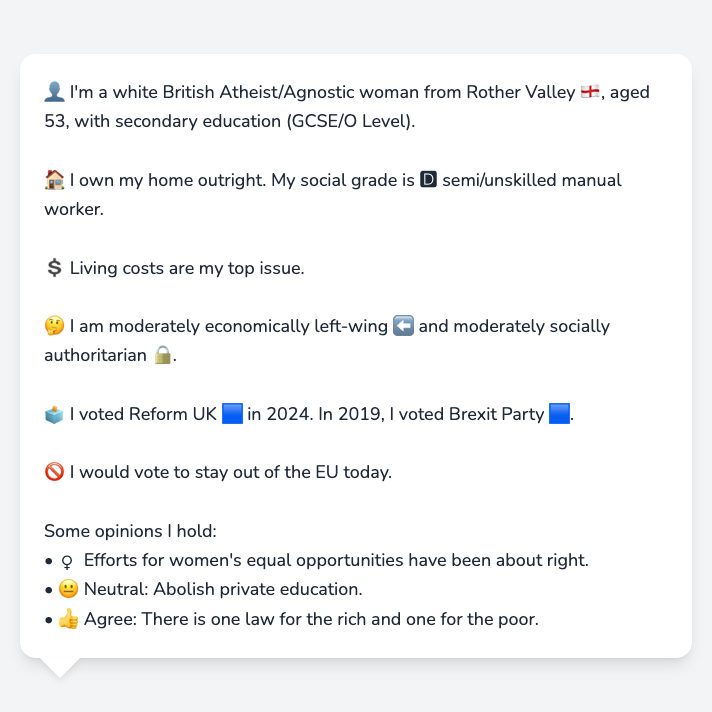 👤 I'm a white British Atheist/Agnostic woman from Rother Valley 🏴󠁧󠁢󠁥󠁮󠁧󠁿, aged
53, with secondary education (GCSE/O Level).
🏠 I own my home outright. My social grade is 🅳 semi/unskilled manual
worker.
💲 Living costs are my top issue.
🤔 I am moderately economically left-wing ⬅️ and moderately socially
authoritarian 🔒.
🗳️ I voted Reform UK 🟦 in 2024. In 2019, I voted Brexit Party 🟦.
🚫 I would vote to stay out of the EU today.
Some opinions I hold:
• ♀ Efforts for women's equal opportunities have been about right.
• 😐 Neutral: Abolish private education.
• 👍 Agree: There is one law for the rich and one for the poor.